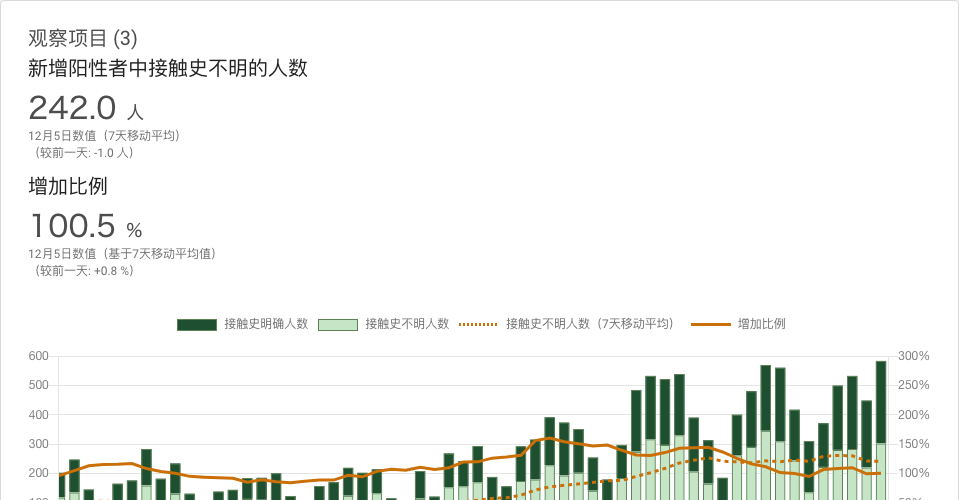 观察项目 (3)
新增阳性者中接触史不明的人数
242.0 人
12月5日数值（7天移动平均）
（较前一天: -1.0 人）
增加比例
100.5 %
12月5日数值（基于7天移动平均值）
（较前一天: +0.8 %）
接触史明确人数 接触史不明人数 接触史不明人数（7天移动平均） 增加比例
600 300%
500 250%
400 200%
300 150%
200 100%